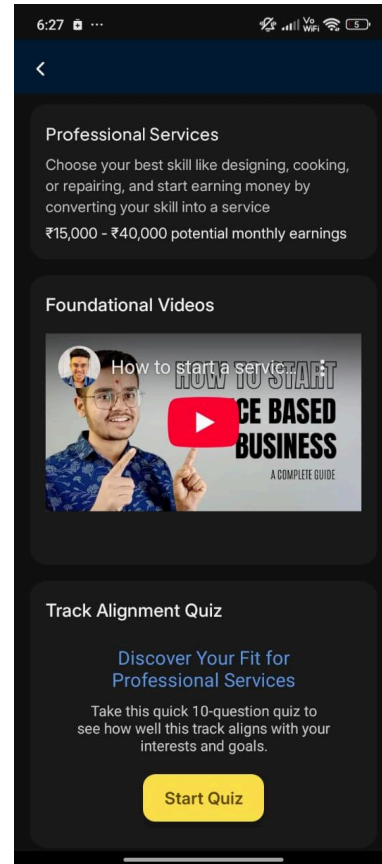 6:27
Vo
WiFi
5
Professional Services
Choose your best skill like designing, cooking,
or repairing, and start earning money by
converting your skill into a service
₹15,000 - ₹40,000 potential monthly earnings
Foundational Videos
How to start a servic...
HOW TO START
CE BASED
BUSINESS
A COMPLETE GUIDE
Track Alignment Quiz
Discover Your Fit for
Professional Services
Take this quick 10-question quiz to
see how well this track aligns with your
interests and goals.
Start Quiz